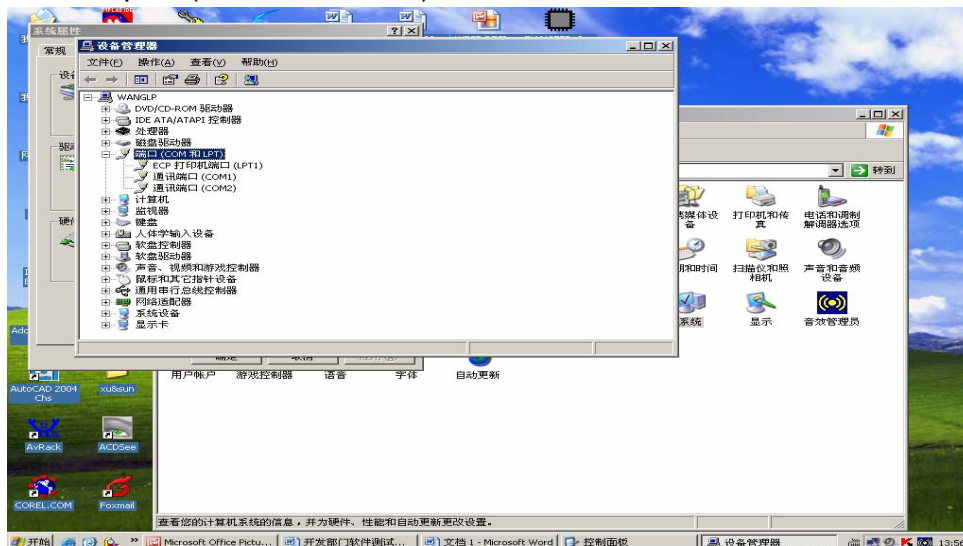 系统属性
常规
设备管理器
文件(F) 操作(A) 查看(V) 帮助(H)
WANGLP
DVD/CD-ROM 驱动器
IDE ATA/ATAPI 控制器
处理器
磁盘驱动器
端口 (COM 和 LPT)
ECP 打印机端口 (LPT1)
通讯端口 (COM1)
通讯端口 (COM2)
计算机
监视器
键盘
人体学输入设备
软盘控制器
软盘驱动器
声音、视频和游戏控制器
鼠标和其它指针设备
通用串行总线控制器
网络适配器
系统设备
显示卡
转到
打印机和传真
电话和调制解调器选项
扫描仪和照相机
声音和音频设备
系统
显示
音效管理员
用户帐户
游戏控制器
语音
字体
自动更新
AutoCAD 2004 Chs
xu8sun
AvRack
ACDSee
COREL.COM
Foxmail
查看您的计算机系统的信息，并为硬件、性能和自动更新更改设置。
开始
Microsoft Office Pictu...
开发部门软件测试...
文档 1 - Microsoft Word
控制面板
设备管理器
13:56